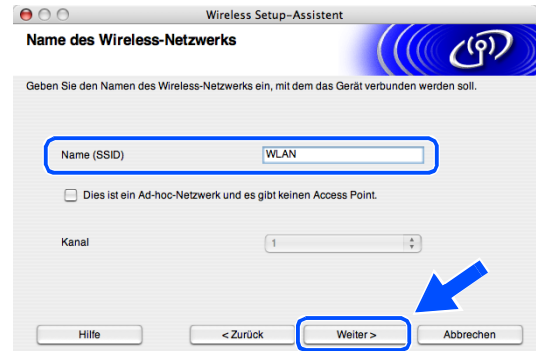 Wireless Setup-Assistent
Name des Wireless-Netzwerks
Geben Sie den Namen des Wireless-Netzwerks ein, mit dem das Gerät verbunden werden soll.
Name (SSID) WLAN
Dies ist ein Ad-hoc-Netzwerk und es gibt keinen Access Point.
Kanal 1
Hilfe < Zurück Weiter > Abbrechen